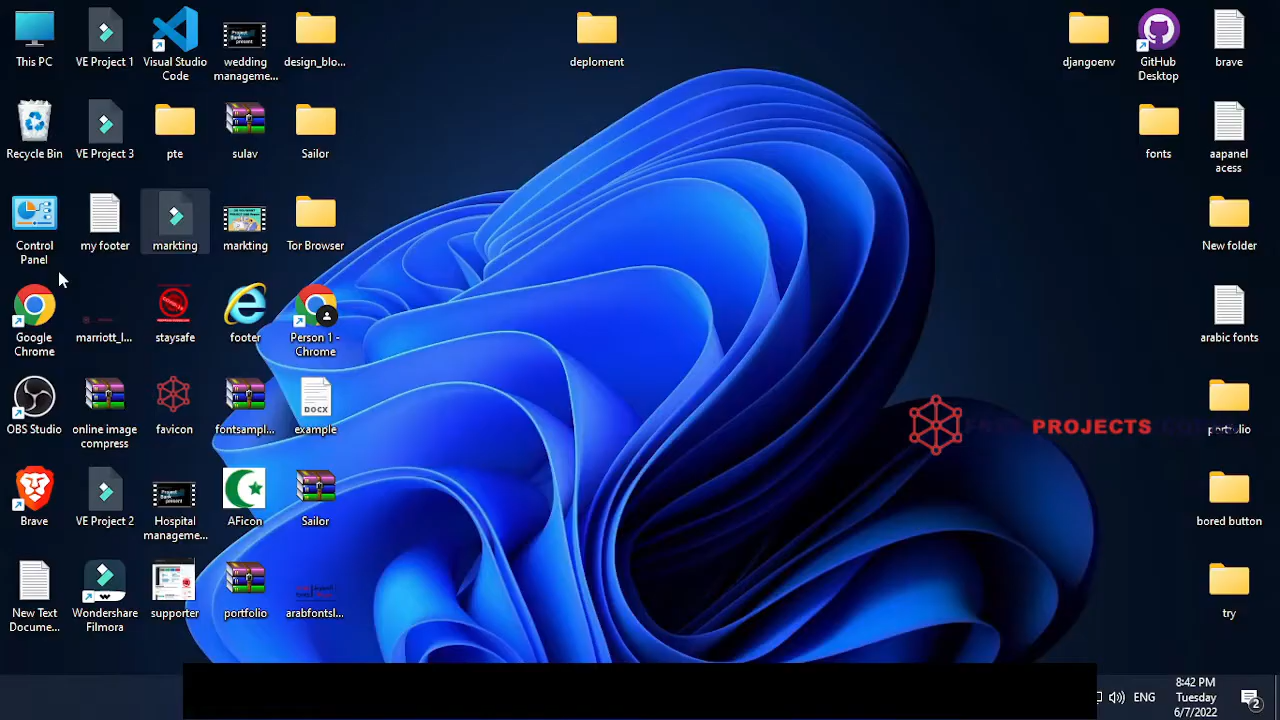 This PC
VE Project 1
Visual Studio
Code
wedding
manageme...
design_blo...
deploment
djangoenv
GitHub
Desktop
brave
Recycle Bin
VE Project 3
pte
sulav
Sailor
fonts
aapanel
acess
Control
Panel
my footer
markting
markting
Tor Browser
New folder
Google
Chrome
marmitt_l...
staysafe
footer
Person 1 -
Chrome
arabic fonts
OBS Studio
online image
compress
favicon
fontsampl...
DOCX
example
PROJECTS
Brave
VE Project 2
Hospital
manageme...
AFicon
Sailor
bored button
New Text
Docume...
Wondershare
Filmora
supporter
portfolio
arabfontsl...
try
8:42 PM
ENG
Tuesday
6/7/2022
2